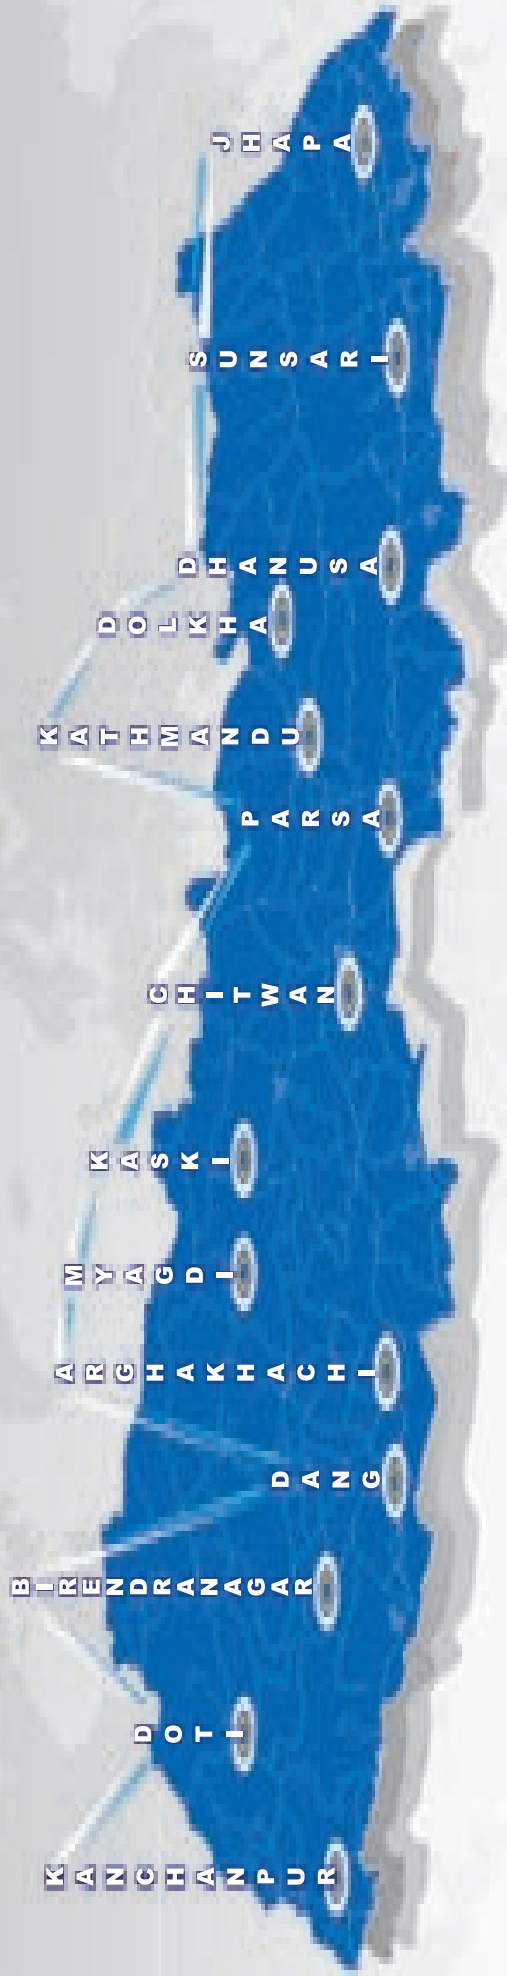 JHAPA
SUNSARI
DHANUSA
DOLKHA
KATHMANDU
PARSA
CHITWAN
KASKI
MYAGDI
ARGHAKHACHI
DANG
BIRENDRANAGAR
DOTI
KANCHANPUR